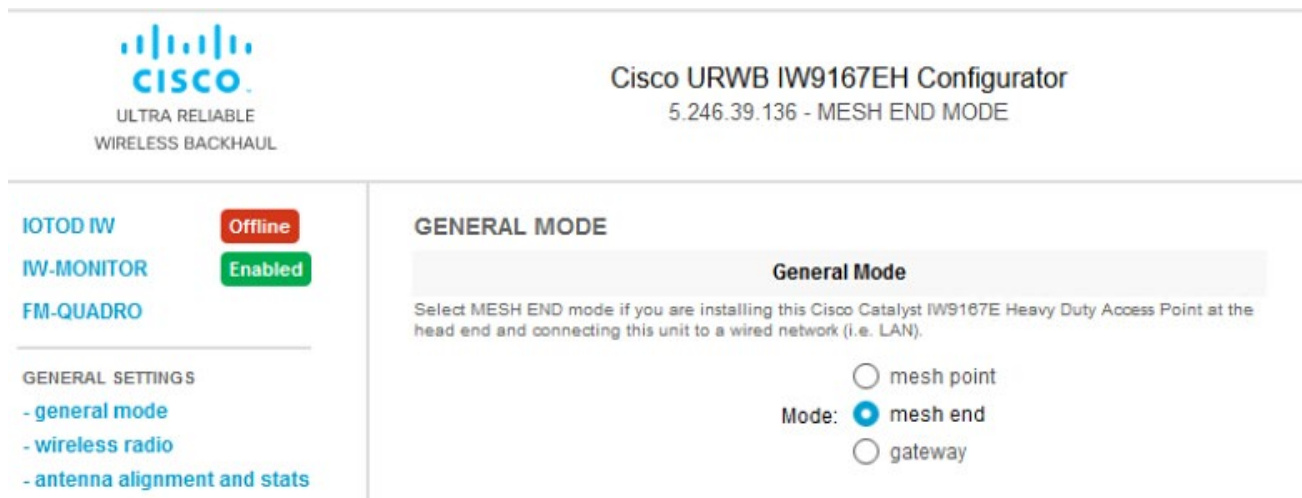 CISCO
ULTRA RELIABLE
WIRELESS BACKHAUL
Cisco URWB IW9167EH Configurator
5.246.39.136 - MESH END MODE
IOTOD IW Offline
IW-MONITOR Enabled
FM-QUADRO
GENERAL SETTINGS
- general mode
- wireless radio
- antenna alignment and stats
GENERAL MODE
General Mode
Select MESH END mode if you are installing this Cisco Catalyst IW9167E Heavy Duty Access Point at the
head end and connecting this unit to a wired network (i.e. LAN).
mesh point
Mode: mesh end
gateway